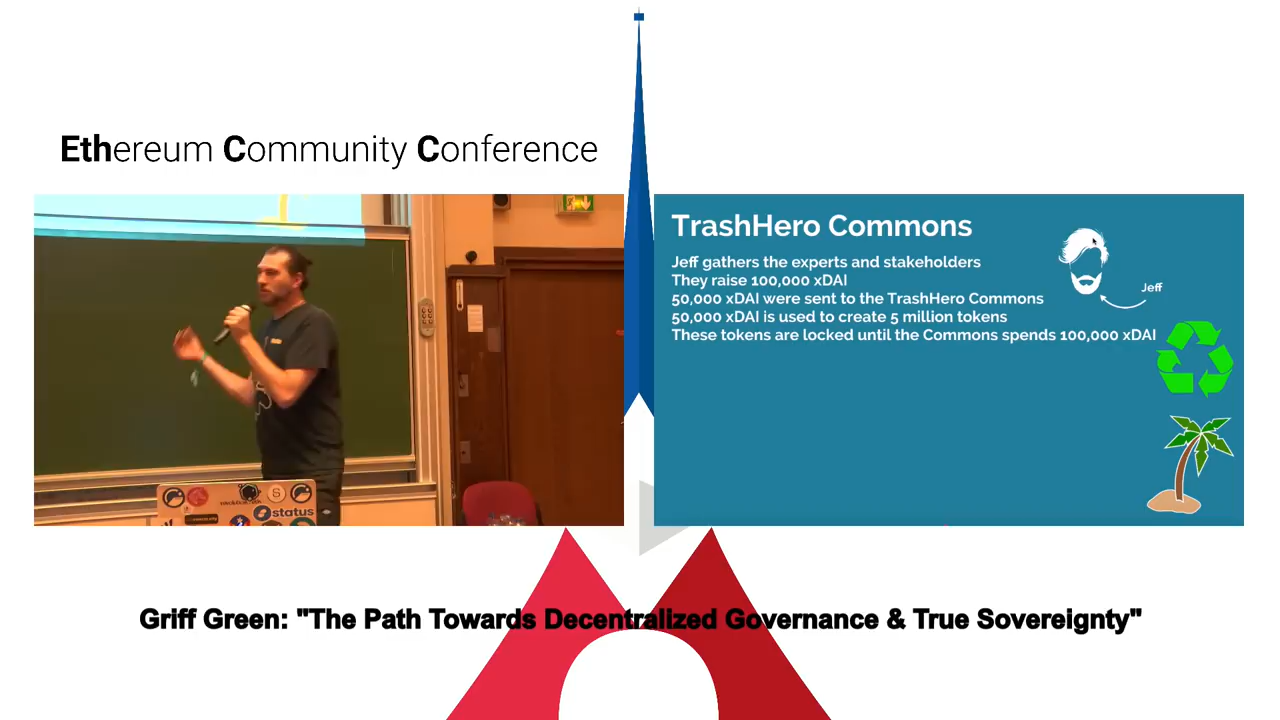 Ethereum Community Conference
TrashHero Commons
Jeff gathers the experts and stakeholders
They raise 100,000 xDAI
50,000 xDAI were sent to the TrashHero Commons
50,000 xDAI is used to create 5 million tokens
These tokens are locked until the Commons spends 100,000 xDAI
Jeff
status
Griff Green: "The Path Towards Decentralized Governance & True Sovereignty"